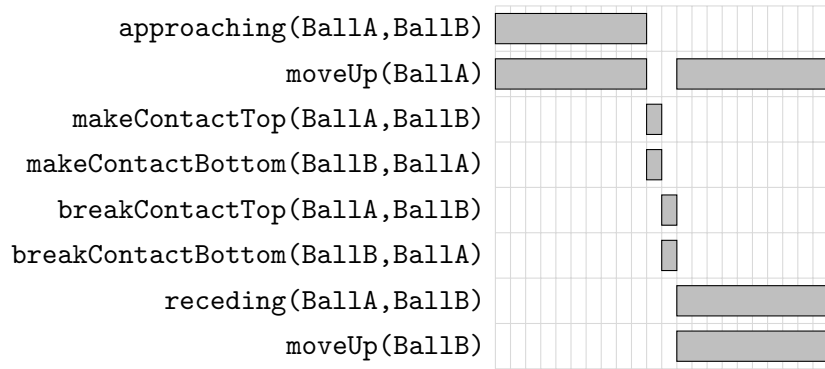 approaching(BallA,BallB)
moveUp(BallA)
makeContactTop(BallA,BallB)
makeContactBottom(BallB,BallA)
breakContactTop(BallA,BallB)
breakContactBottom(BallB,BallA)
receding(BallA,BallB)
moveUp(BallB)